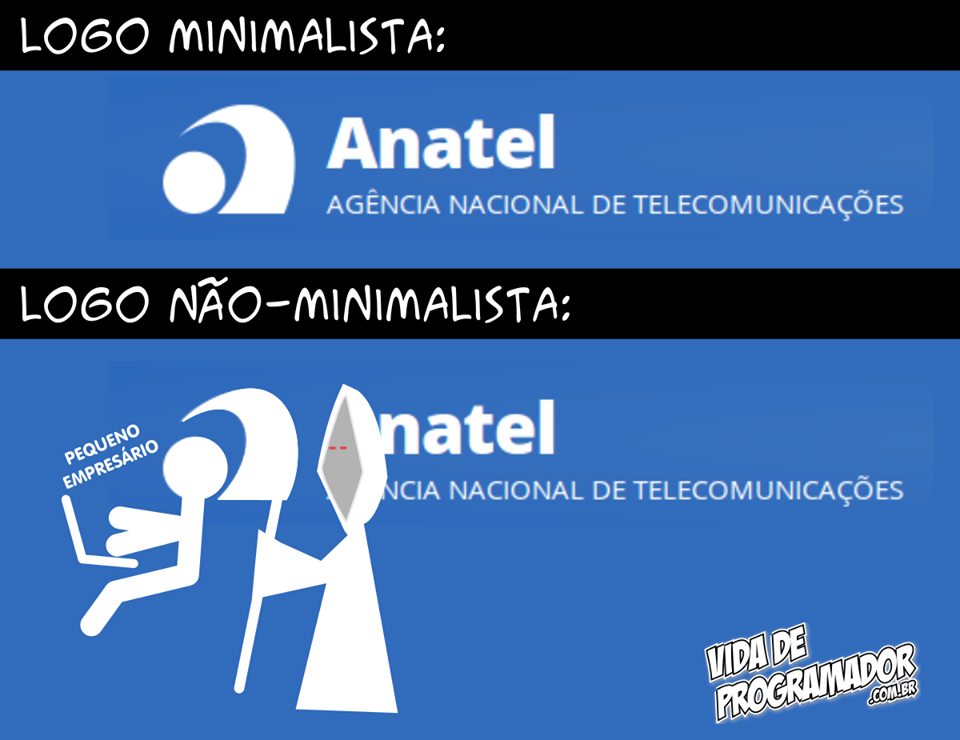 LOGO MINIMALISTA:
Anatel
AGÊNCIA NACIONAL DE TELECOMUNICAÇÕES
LOGO NÃO-MINIMALISTA:
PEQUENO
EMPRESÁRIO
natel
NCIA NACIONAL DE TELECOMUNICAÇÕES
VIDA DE
PROGRAMADOR
.COM.BR